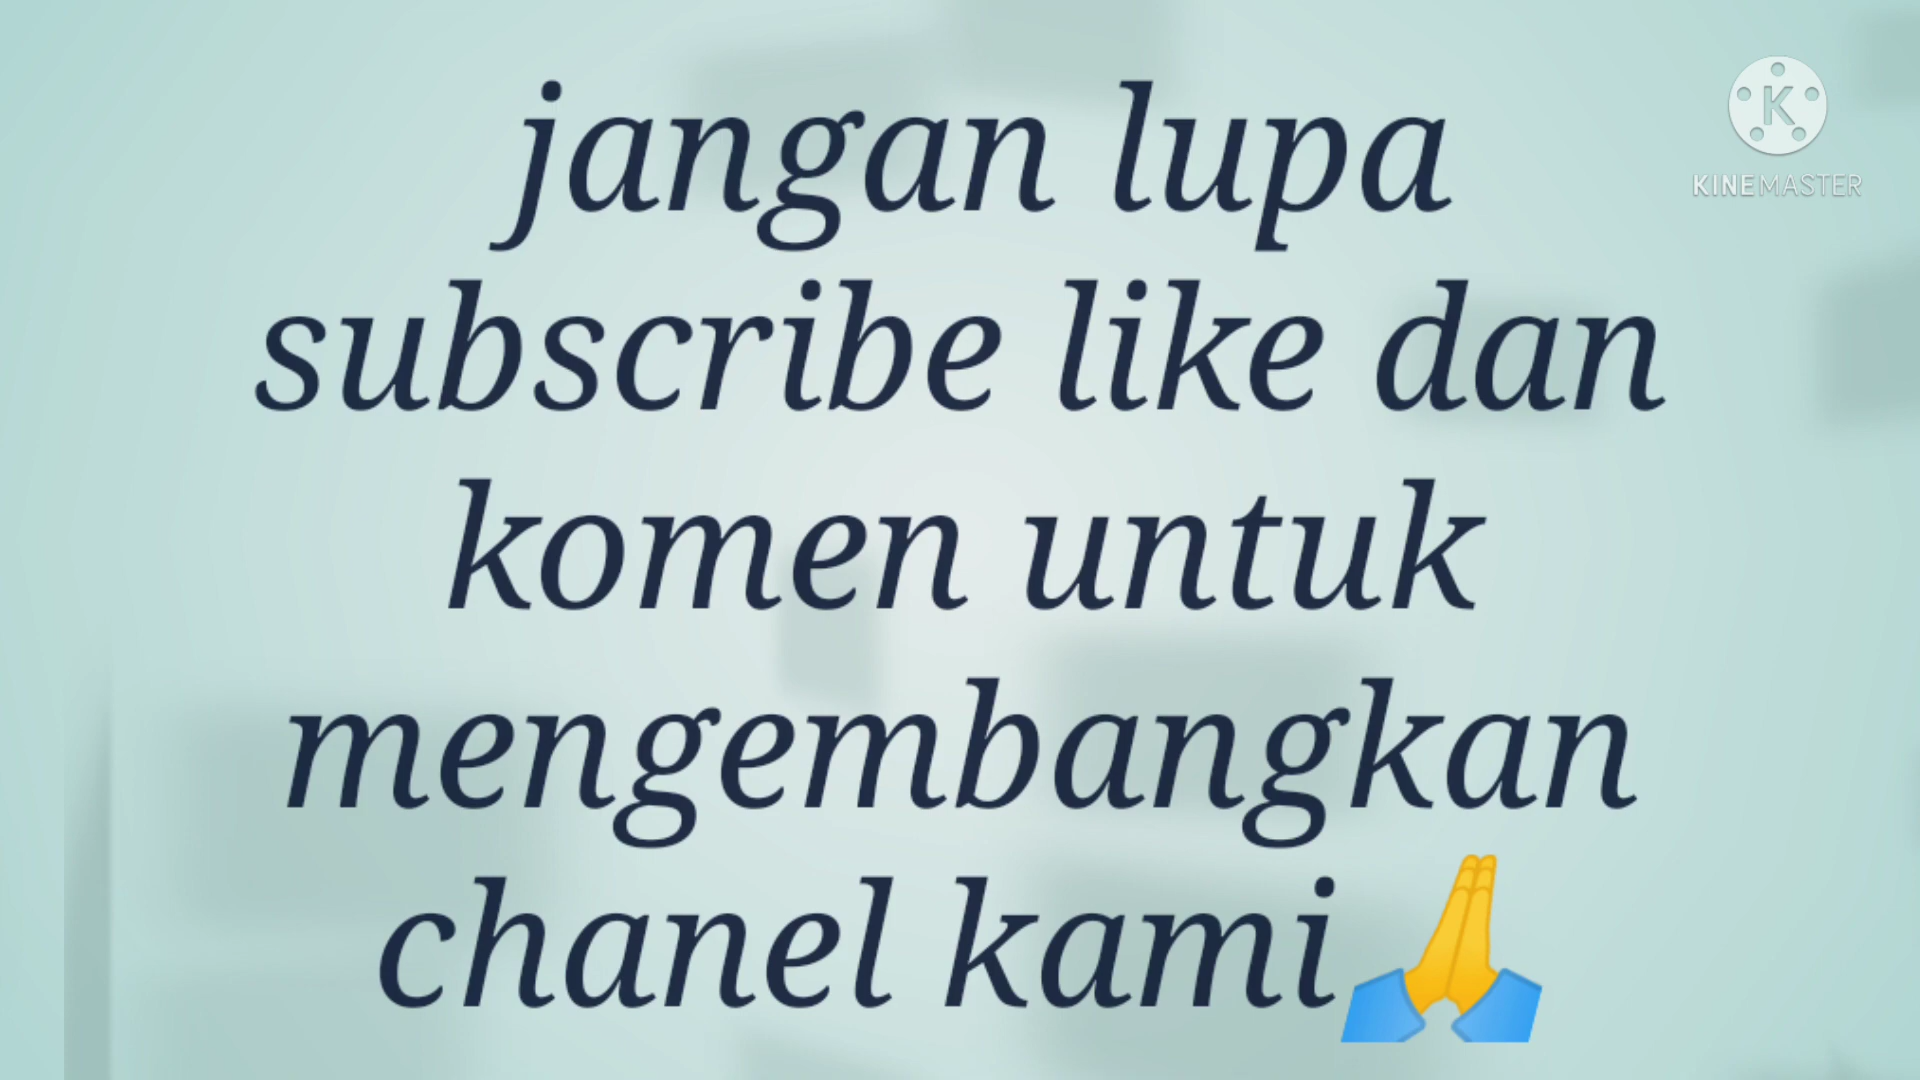 jangan lupa
subscribe like dan
komen untuk
mengembangkan
chanel kami🙏
K
KINEMASTER